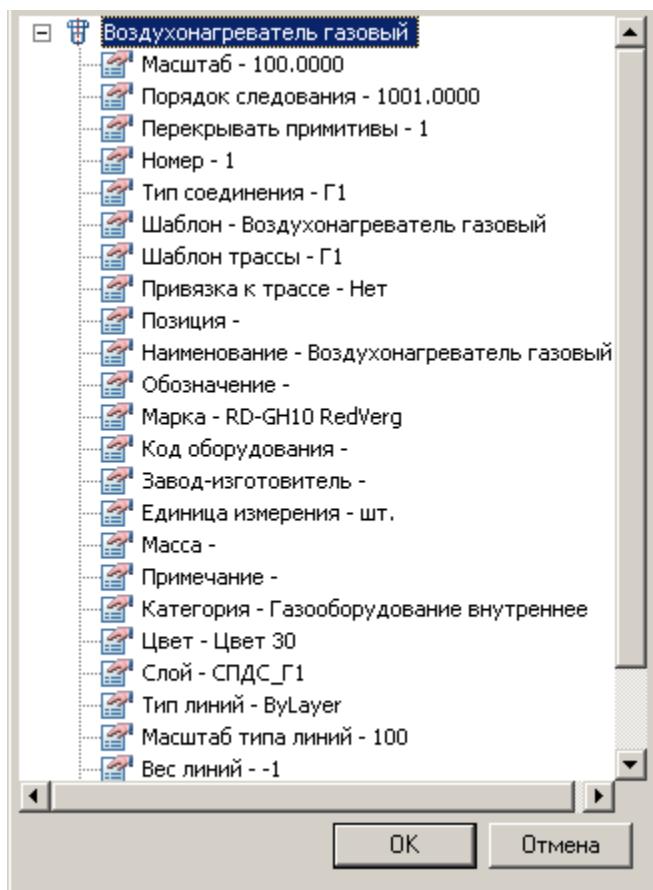 Воздухонагреватель газовый
Масштаб - 100.0000
Порядок следования - 1001.0000
Перекрывать примитивы - 1
Номер - 1
Тип соединения - Г1
Шаблон - Воздухонагреватель газовый
Шаблон трассы - Г1
Привязка к трассе - Нет
Позиция -
Наименование - Воздухонагреватель газовый
Обозначение -
Марка - RD-GH10 RedVerg
Код оборудования -
Завод-изготовитель -
Единица измерения - шт.
Масса -
Примечание -
Категория - Газооборудование внутреннее
Цвет - Цвет 30
Слой - СПДС_Г1
Тип линий - ByLayer
Масштаб типа линий - 100
Вес линий - -1
OK Отмена